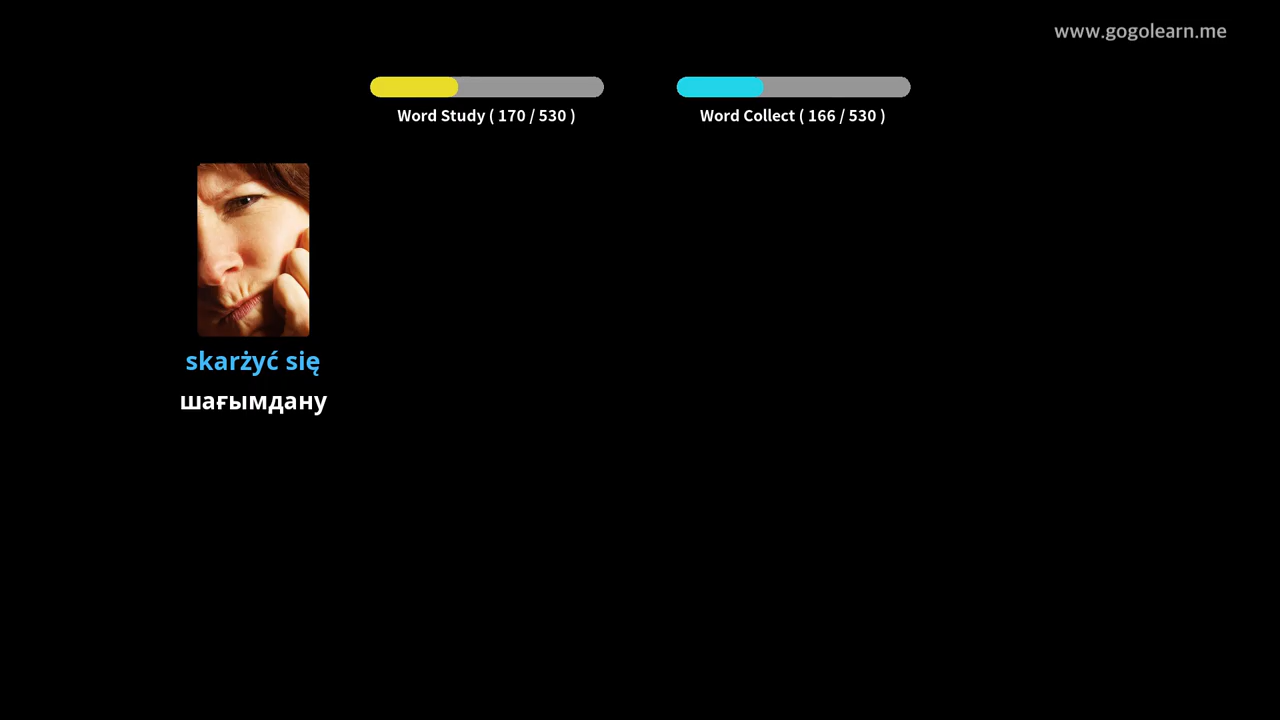 www.gogolearn.me
Word Study ( 170 / 530 )
Word Collect ( 166 / 530 )
skarżyć się
шағымдану